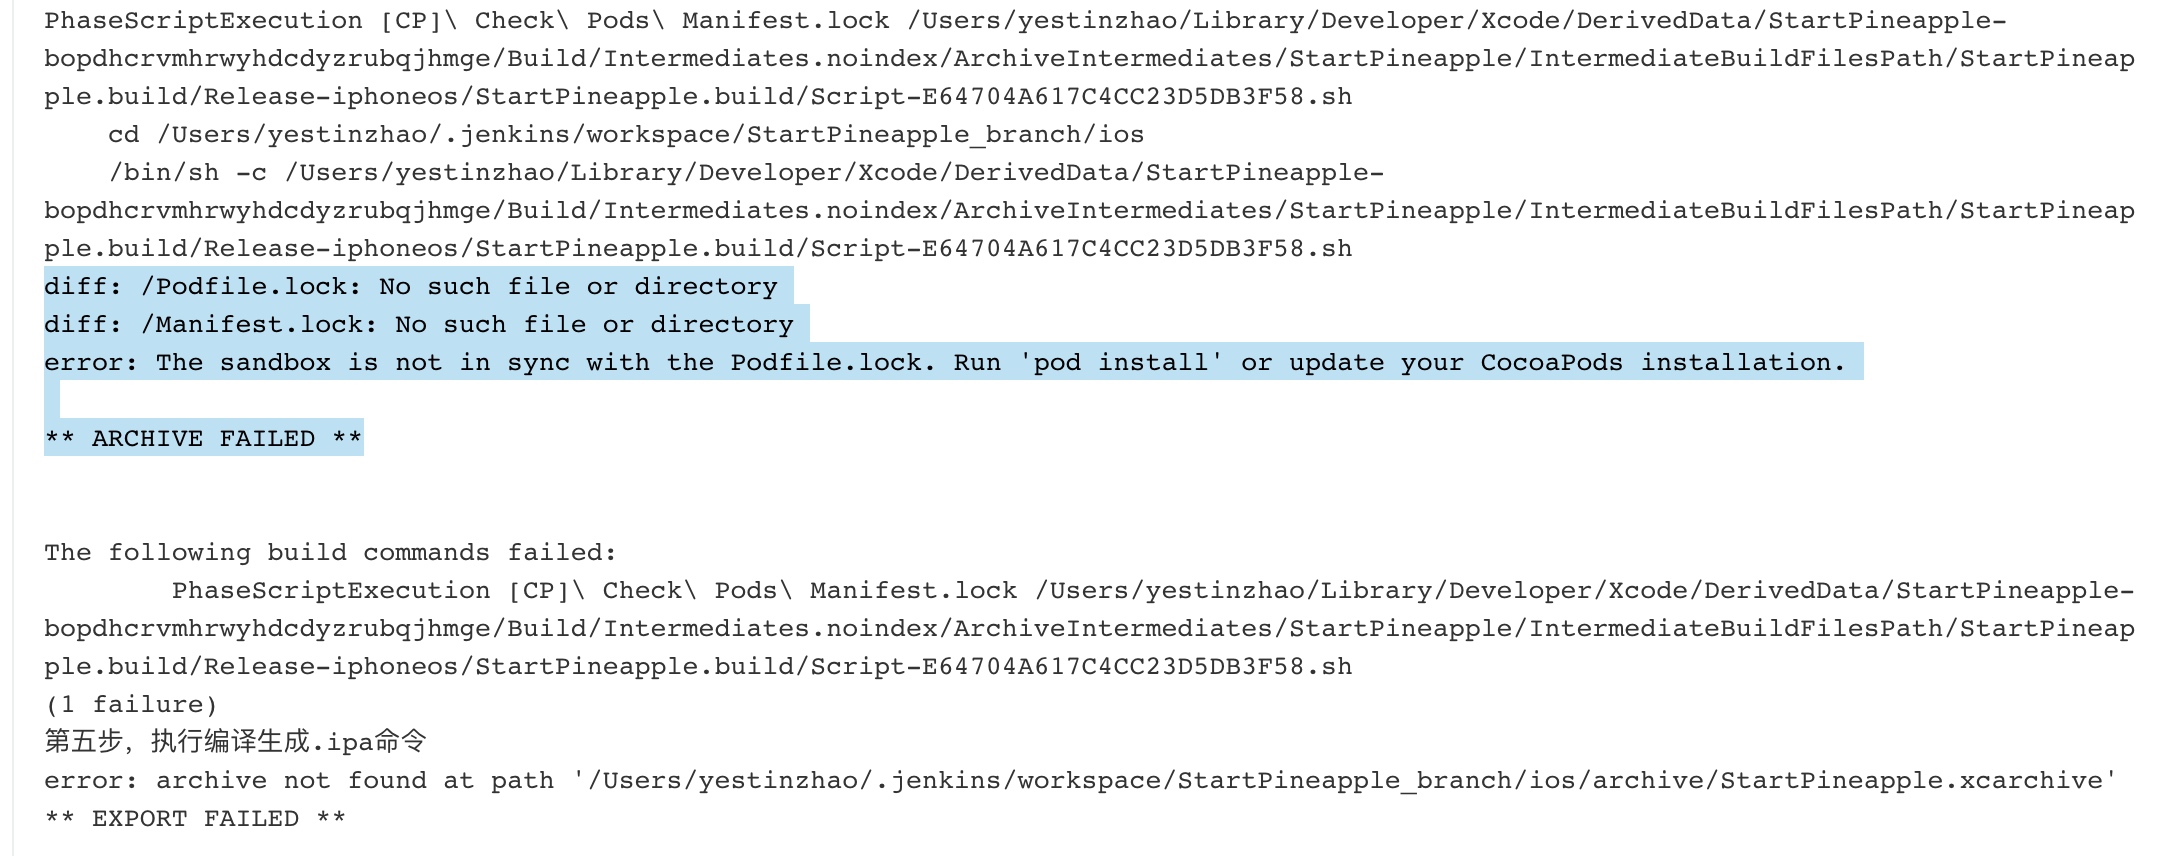 PhaseScriptExecution [CP]\ Check\ Pods\ Manifest.lock /Users/yestinzhao/Library/Developer/Xcode/DerivedData/StartPineapple-
bopdhcrvmhrwyhdcdyzrubqjhmge/Build/Intermediates.noindex/ArchiveIntermediates/StartPineapple/IntermediateBuildFilesPath/StartPineap
ple.build/Release-iphoneos/StartPineapple.build/Script-E64704A617C4CC23D5DB3F58.sh
    cd /Users/yestinzhao/.jenkins/workspace/StartPineapple_branch/ios
    /bin/sh -c /Users/yestinzhao/Library/Developer/Xcode/DerivedData/StartPineapple-
bopdhcrvmhrwyhdcdyzrubqjhmge/Build/Intermediates.noindex/ArchiveIntermediates/StartPineapple/IntermediateBuildFilesPath/StartPineap
ple.build/Release-iphoneos/StartPineapple.build/Script-E64704A617C4CC23D5DB3F58.sh
diff: /Podfile.lock: No such file or directory
diff: /Manifest.lock: No such file or directory
error: The sandbox is not in sync with the Podfile.lock. Run 'pod install' or update your CocoaPods installation.
** ARCHIVE FAILED **
The following build commands failed:
        PhaseScriptExecution [CP]\ Check\ Pods\ Manifest.lock /Users/yestinzhao/Library/Developer/Xcode/DerivedData/StartPineapple-
bopdhcrvmhrwyhdcdyzrubqjhmge/Build/Intermediates.noindex/ArchiveIntermediates/StartPineapple/IntermediateBuildFilesPath/StartPineap
ple.build/Release-iphoneos/StartPineapple.build/Script-E64704A617C4CC23D5DB3F58.sh
(1 failure)
第五步，执行编译生成.ipa命令
error: archive not found at path '/Users/yestinzhao/.jenkins/workspace/StartPineapple_branch/ios/archive/StartPineapple.xcarchive'
** EXPORT FAILED **